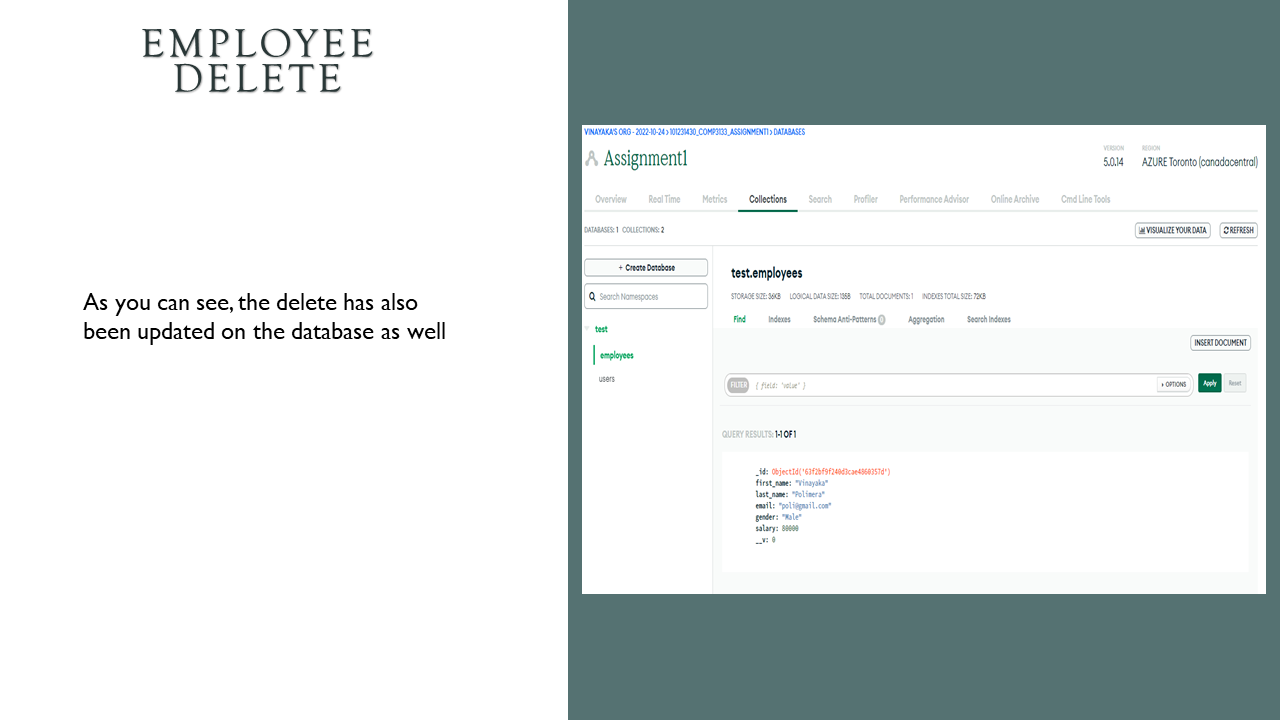 EMPLOYEE
DELETE
As you can see, the delete has also
been updated on the database as well
VINAYAKA'S ORG - 2022-10-24 > 101231430_COMP3133_ASSIGNMENT1 > DATABASES
Assignment1
VERSION
5.0.14
REGION
AZURE Toronto (canadacentral)
Overview Real Time Metrics Collections Search Profiler Performance Advisor Online Archive Cmd Line Tools
DATABASES: 1 COLLECTIONS: 2
VISUALIZE YOUR DATA
REFRESH
+ Create Database
Search Namespaces
test
employees
users
test.employees
STORAGE SIZE: 36KB LOGICAL DATA SIZE: 135B TOTAL DOCUMENTS: 1 INDEXES TOTAL SIZE: 72KB
Find Indexes Schema Anti-Patterns 0 Aggregation Search Indexes
INSERT DOCUMENT
FILTER { field: 'value' } OPTIONS Apply Reset
QUERY RESULTS: 1-1 OF 1
_id: ObjectId('63f2bf9f240d3cae4860357d')
first_name: "Vinayaka"
last_name: "Polimera"
email: "poli@gmail.com"
gender: "Male"
salary: 80000
__v: 0